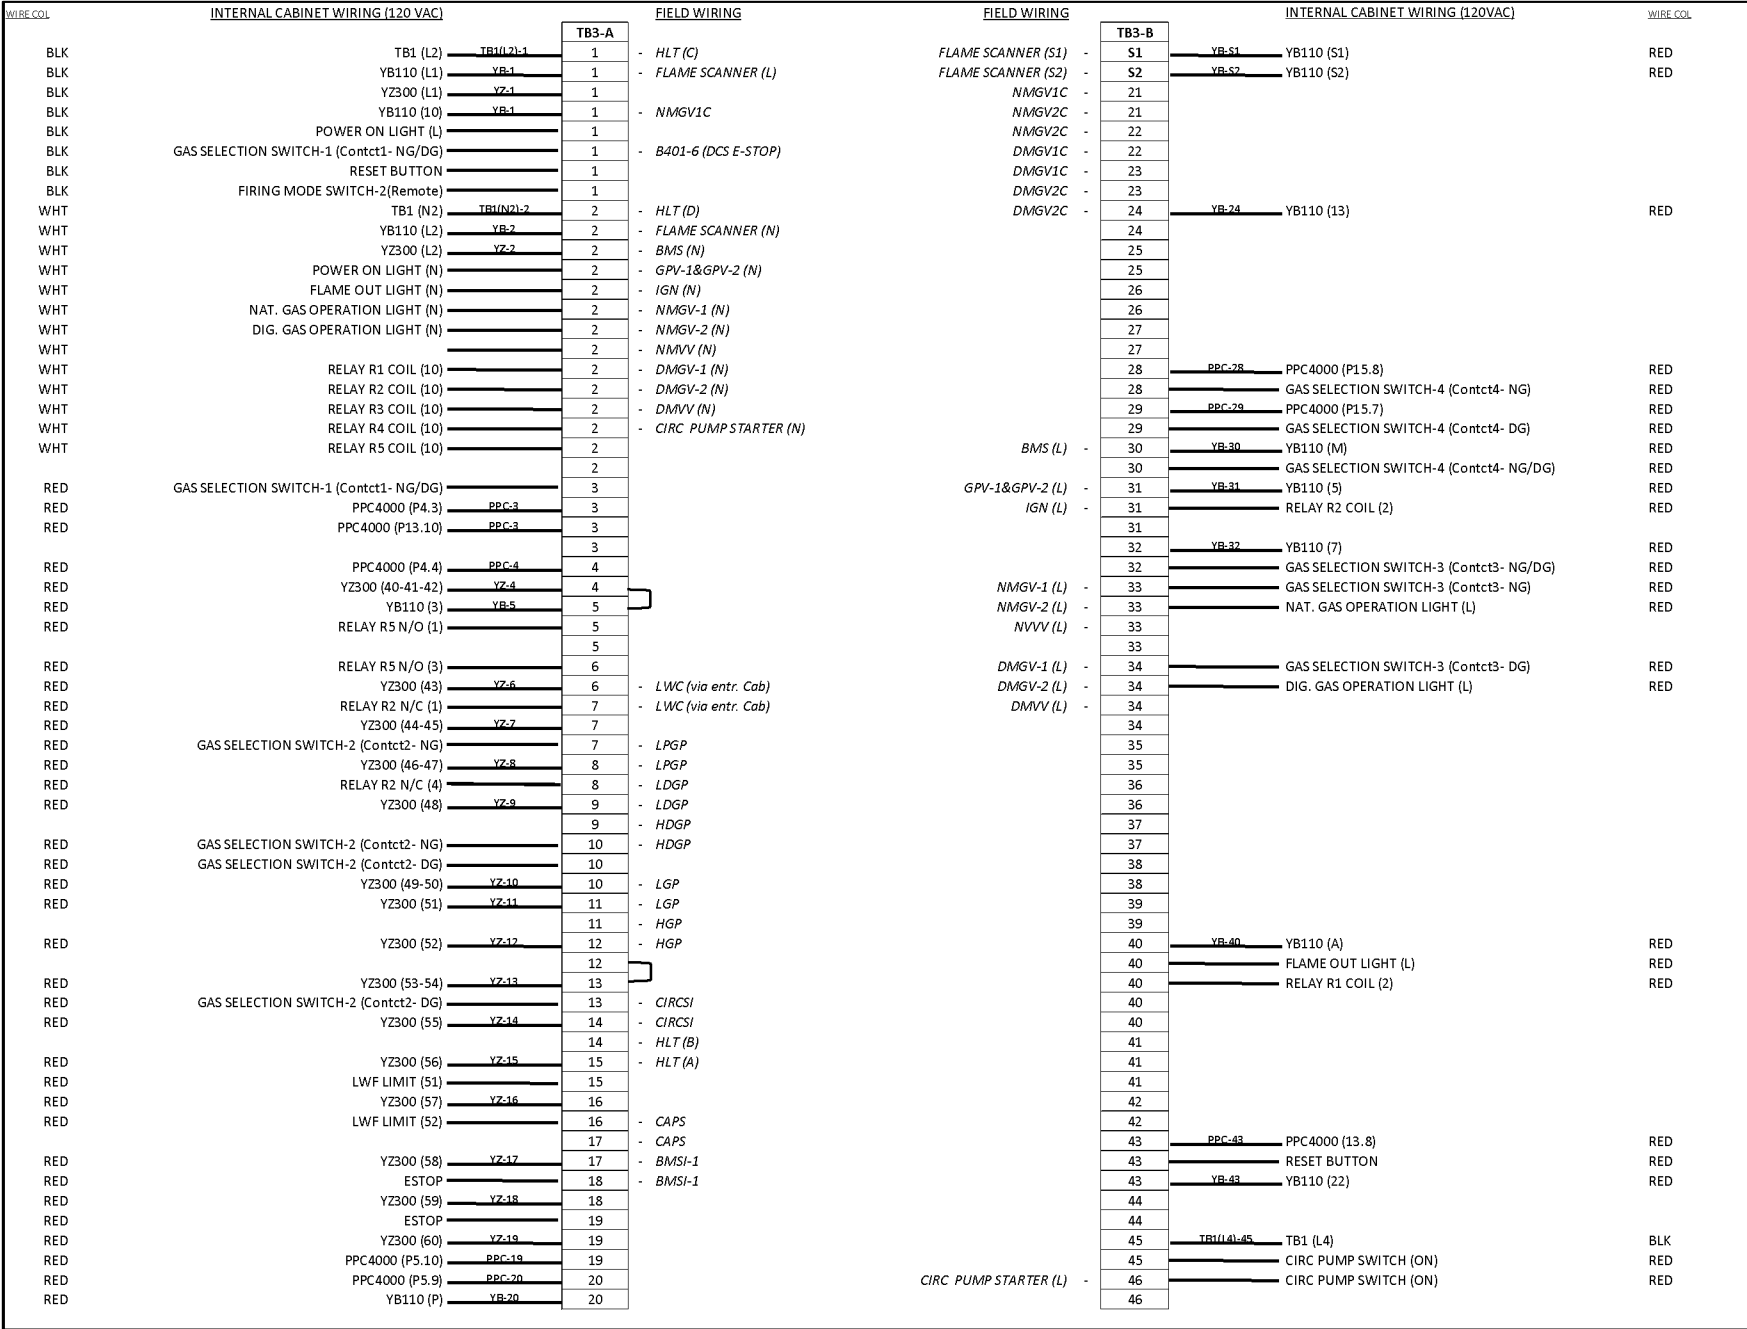 WIRE COL INTERNAL CABINET WIRING (120 VAC) FIELD WIRING FIELD WIRING INTERNAL CABINET WIRING (120VAC) WIRE COL
TB3-A TB3-B
BLK TB1 (L2) TB1(L2)-1 1 - HLT (C) FLAME SCANNER (S1) - S1 YB-S1 YB110 (S1) RED
BLK YB110 (L1) YB-1 1 - FLAME SCANNER (L) FLAME SCANNER (S2) - S2 YB-S2 YB110 (S2) RED
BLK YZ300 (L1) YZ-1 1 NMGV1C - 21
BLK YB110 (10) YB-1 1 - NMGV1C NMGV2C - 21
BLK POWER ON LIGHT (L) 1 NMGV2C - 22
BLK GAS SELECTION SWITCH-1 (Contct1- NG/DG) 1 - B401-6 (DCS E-STOP) DMGV1C - 22
BLK RESET BUTTON 1 DMGV1C - 23
BLK FIRING MODE SWITCH-2(Remote) 1 DMGV2C - 23
WHT TB1 (N2) TB1(N2)-2 2 - HLT (D) DMGV2C - 24 YB-24 YB110 (13) RED
WHT YB110 (L2) YB-2 2 - FLAME SCANNER (N) 24
WHT YZ300 (L2) YZ-2 2 - BMS (N) 25
WHT POWER ON LIGHT (N) 2 - GPV-1&GPV-2 (N) 25
WHT FLAME OUT LIGHT (N) 2 - IGN (N) 26
WHT NAT. GAS OPERATION LIGHT (N) 2 - NMGV-1 (N) 26
WHT DIG. GAS OPERATION LIGHT (N) 2 - NMGV-2 (N) 27
WHT 2 - NMVV (N) 27
WHT RELAY R1 COIL (10) 2 - DMGV-1 (N) 28 PPC-28 PPC4000 (P15.8) RED
WHT RELAY R2 COIL (10) 2 - DMGV-2 (N) 28 GAS SELECTION SWITCH-4 (Contct4- NG) RED
WHT RELAY R3 COIL (10) 2 - DMVV (N) 29 PPC-29 PPC4000 (P15.7) RED
WHT RELAY R4 COIL (10) 2 - CIRC PUMP STARTER (N) 29 GAS SELECTION SWITCH-4 (Contct4- DG) RED
WHT RELAY R5 COIL (10) 2 BMS (L) - 30 YB-30 YB110 (M) RED
2 30 GAS SELECTION SWITCH-4 (Contct4- NG/DG) RED
RED GAS SELECTION SWITCH-1 (Contct1- NG/DG) 3 GPV-1&GPV-2 (L) - 31 YB-31 YB110 (5) RED
RED PPC4000 (P4.3) PPC-3 3 IGN (L) - 31 RELAY R2 COIL (2) RED
RED PPC4000 (P13.10) PPC-3 3 31
3 32 YB-32 YB110 (7) RED
RED PPC4000 (P4.4) PPC-4 4 32 GAS SELECTION SWITCH-3 (Contct3- NG/DG) RED
RED YZ300 (40-41-42) YZ-4 4 NMGV-1 (L) - 33 GAS SELECTION SWITCH-3 (Contct3- NG) RED
RED YB110 (3) YB-5 5 NMGV-2 (L) - 33 NAT. GAS OPERATION LIGHT (L) RED
RED RELAY R5 N/O (1) 5 NVVV (L) - 33
5 33
RED RELAY R5 N/O (3) 6 DMGV-1 (L) - 34 GAS SELECTION SWITCH-3 (Contct3- DG) RED
RED YZ300 (43) YZ-6 6 - LWC (via entr. Cab) DMGV-2 (L) - 34 DIG. GAS OPERATION LIGHT (L) RED
RED RELAY R2 N/C (1) 7 - LWC (via entr. Cab) DMVV (L) - 34
RED YZ300 (44-45) YZ-7 7 34
RED GAS SELECTION SWITCH-2 (Contct2- NG) 7 - LPGP 35
RED YZ300 (46-47) YZ-8 8 - LPGP 35
RED RELAY R2 N/C (4) 8 - LDGP 36
RED YZ300 (48) YZ-9 9 - LDGP 36
9 - HDGP 37
RED GAS SELECTION SWITCH-2 (Contct2- NG) 10 - HDGP 37
RED GAS SELECTION SWITCH-2 (Contct2- DG) 10 38
RED YZ300 (49-50) YZ-10 10 - LGP 38
RED YZ300 (51) YZ-11 11 - LGP 39
11 - HGP 39
RED YZ300 (52) YZ-12 12 - HGP 40 YB-40 YB110 (A) RED
12 40 FLAME OUT LIGHT (L) RED
RED YZ300 (53-54) YZ-13 13 40 RELAY R1 COIL (2) RED
RED GAS SELECTION SWITCH-2 (Contct2- DG) 13 - CIRCSI 40
RED YZ300 (55) YZ-14 14 - CIRCSI 40
14 - HLT (B) 41
RED YZ300 (56) YZ-15 15 - HLT (A) 41
RED LWF LIMIT (51) 15 41
RED YZ300 (57) YZ-16 16 42
RED LWF LIMIT (52) 16 - CAPS 42
17 - CAPS 43 PPC-43 PPC4000 (13.8) RED
RED YZ300 (58) YZ-17 17 - BMSI-1 43 RESET BUTTON RED
RED ESTOP 18 - BMSI-1 43 YB-43 YB110 (22) RED
RED YZ300 (59) YZ-18 18 44
RED ESTOP 19 44
RED YZ300 (60) YZ-19 19 45 TB1(L4)-45 TB1 (L4) BLK
RED PPC4000 (P5.10) PPC-19 19 45 CIRC PUMP SWITCH (ON) RED
RED PPC4000 (P5.9) PPC-20 20 CIRC PUMP STARTER (L) - 46 CIRC PUMP SWITCH (ON) RED
RED YB110 (P) YB-20 20 46